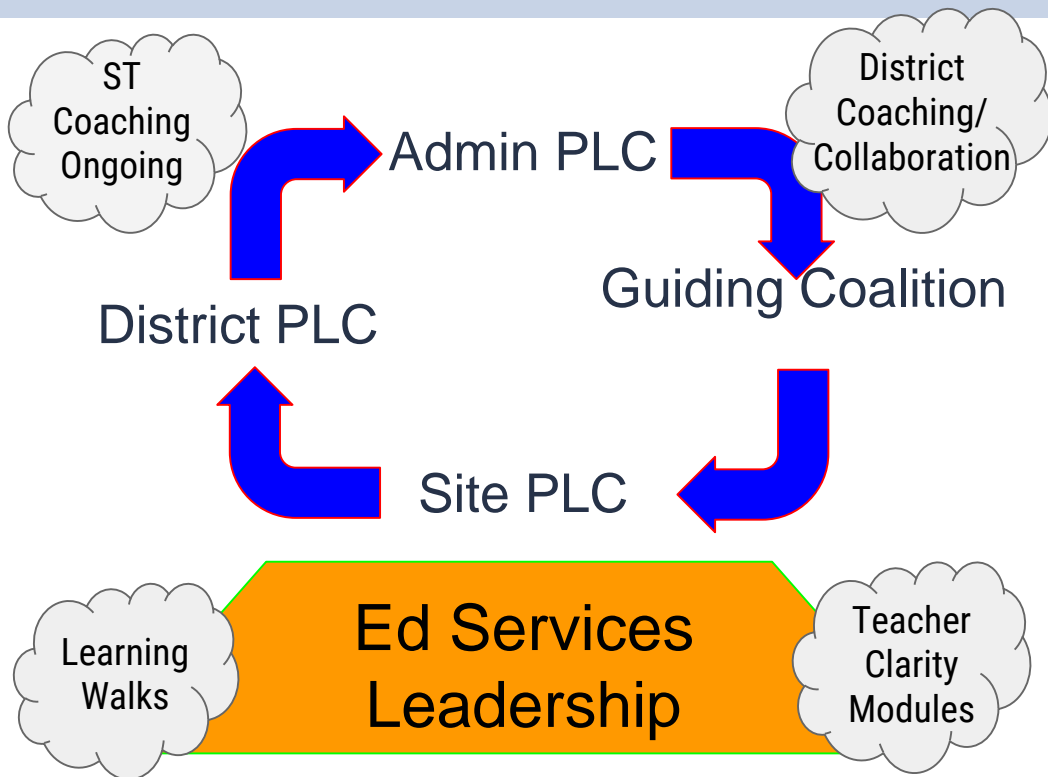 ST
Coaching
Ongoing
Admin PLC
District
Coaching/
Collaboration
Guiding Coalition
District PLC
Site PLC
Ed Services
Leadership
Learning
Walks
Teacher
Clarity
Modules